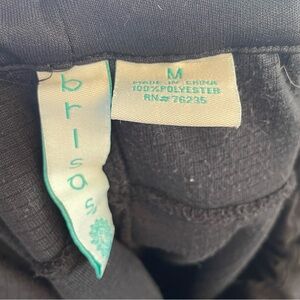 brisas
M
MADE IN CHINA
100% POLYESTER
RN# 76235